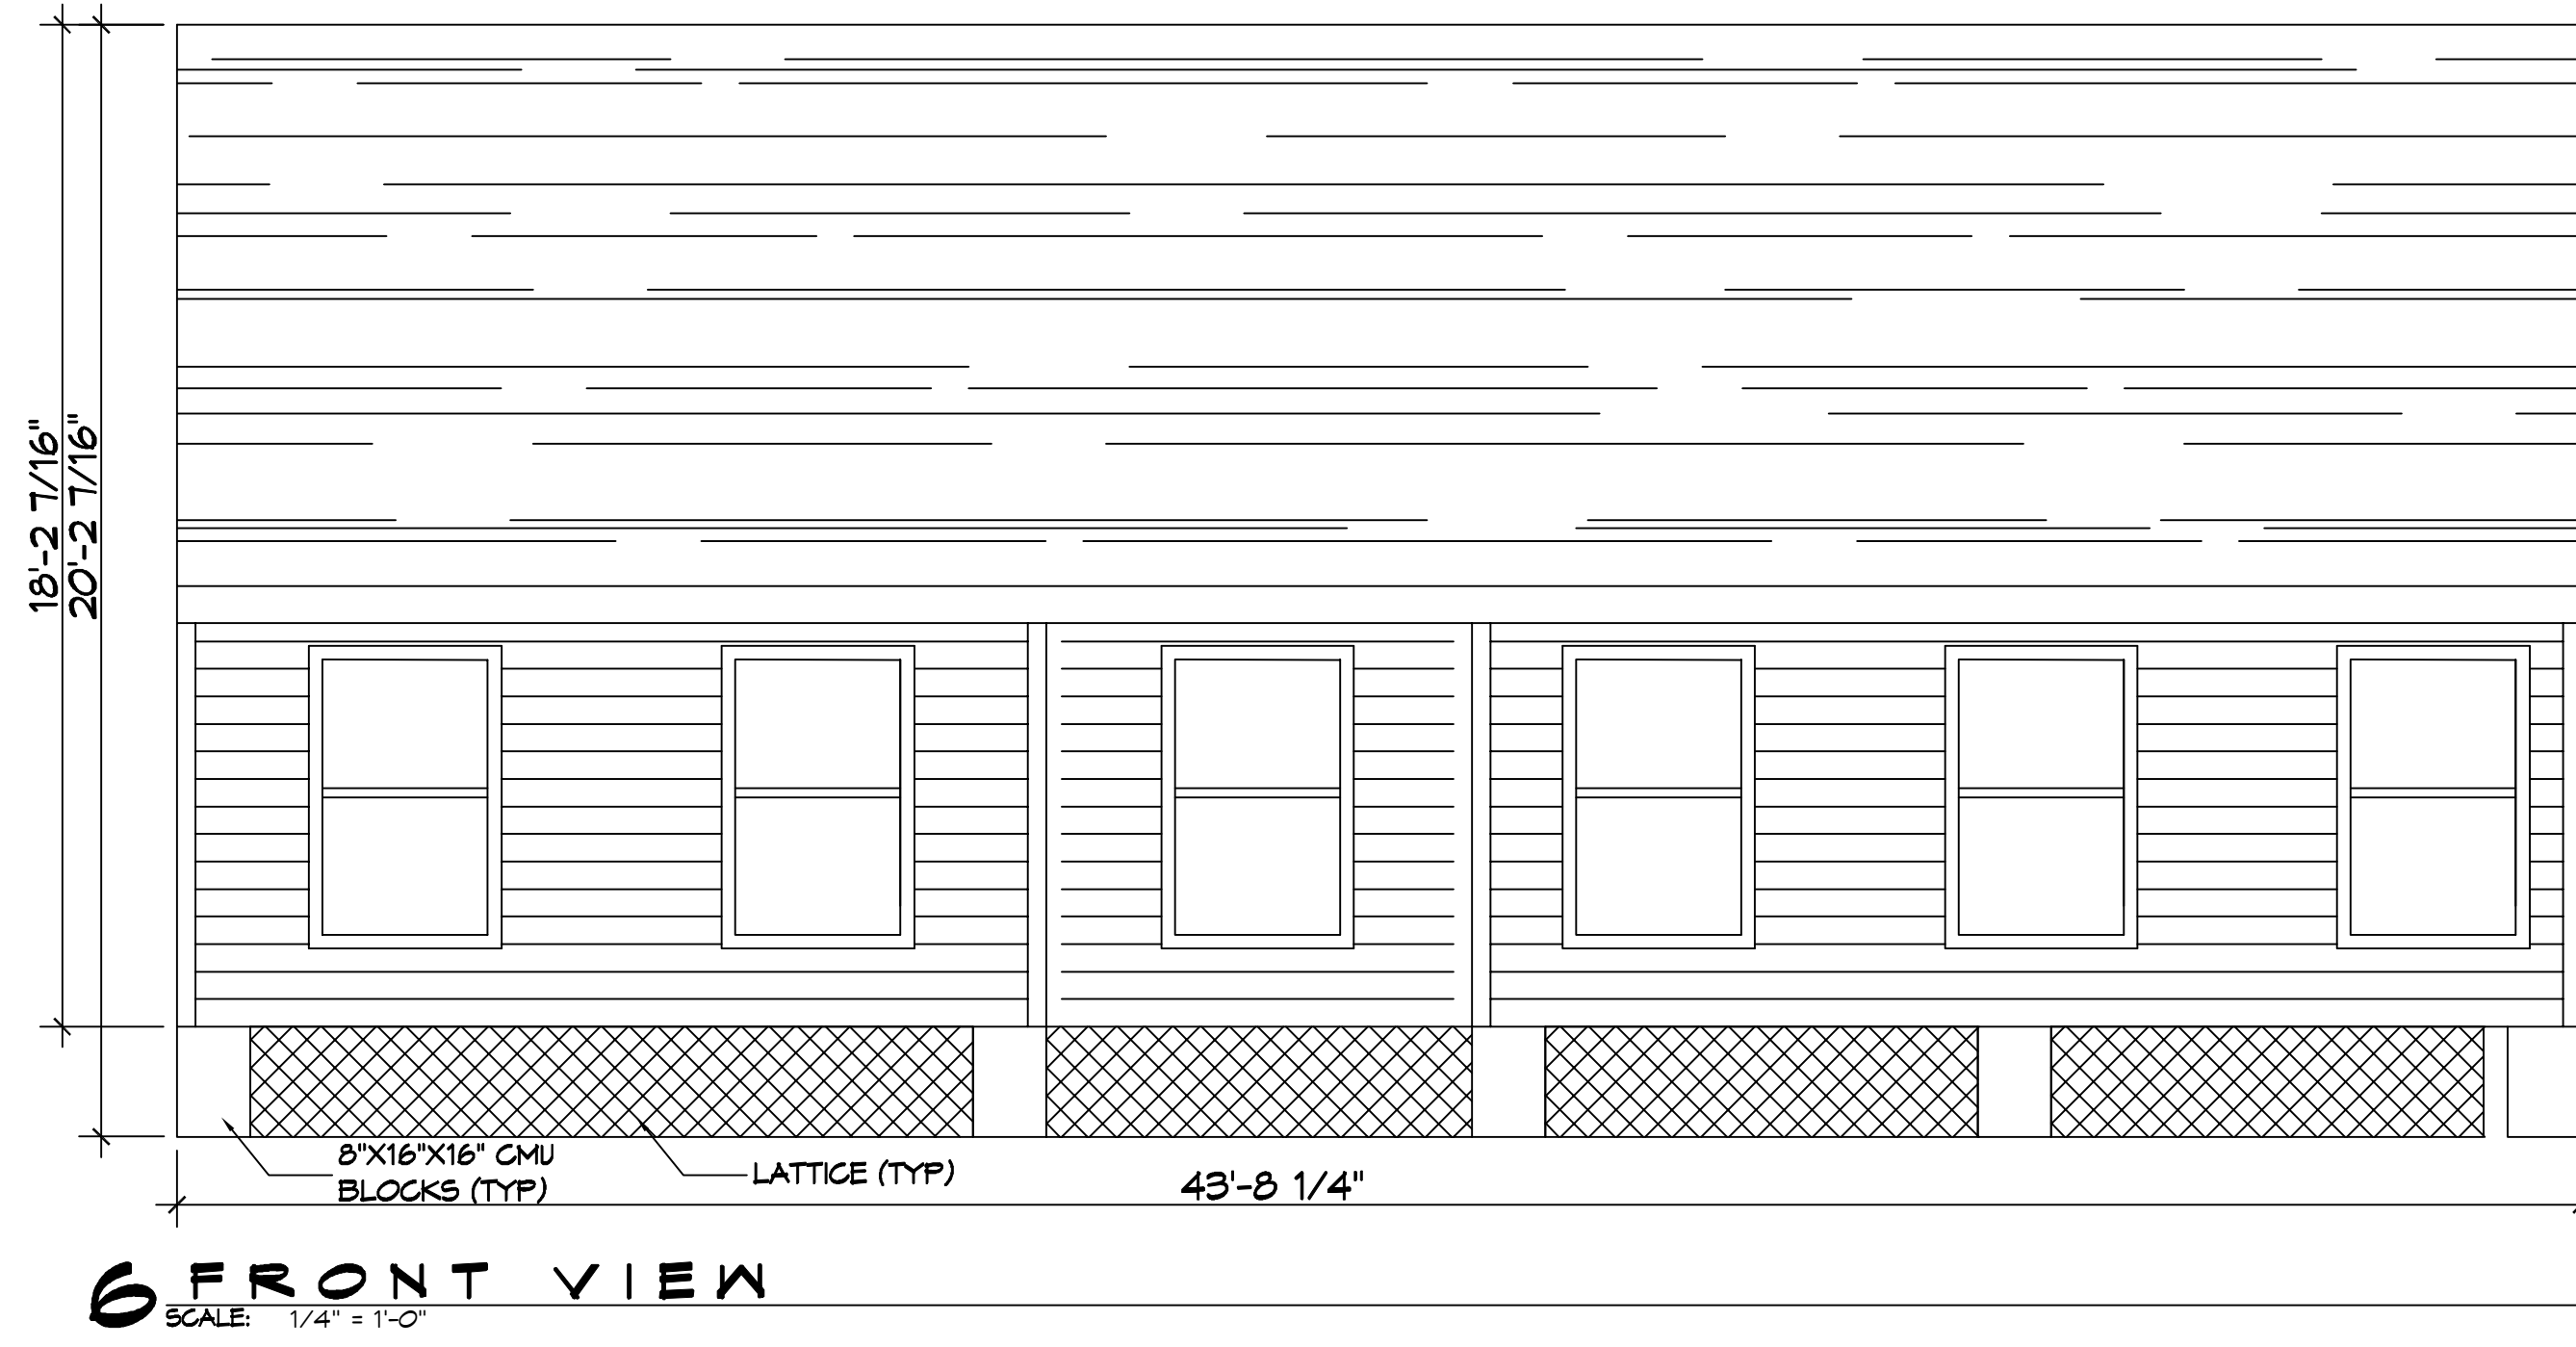 18'-2 7/16"
20'-2 7/16"
8"X16"X16" CMU
BLOCKS (TYP)
LATTICE (TYP)
43'-8 1/4"
6 FRONT VIEW
SCALE: 1/4" = 1'-0"